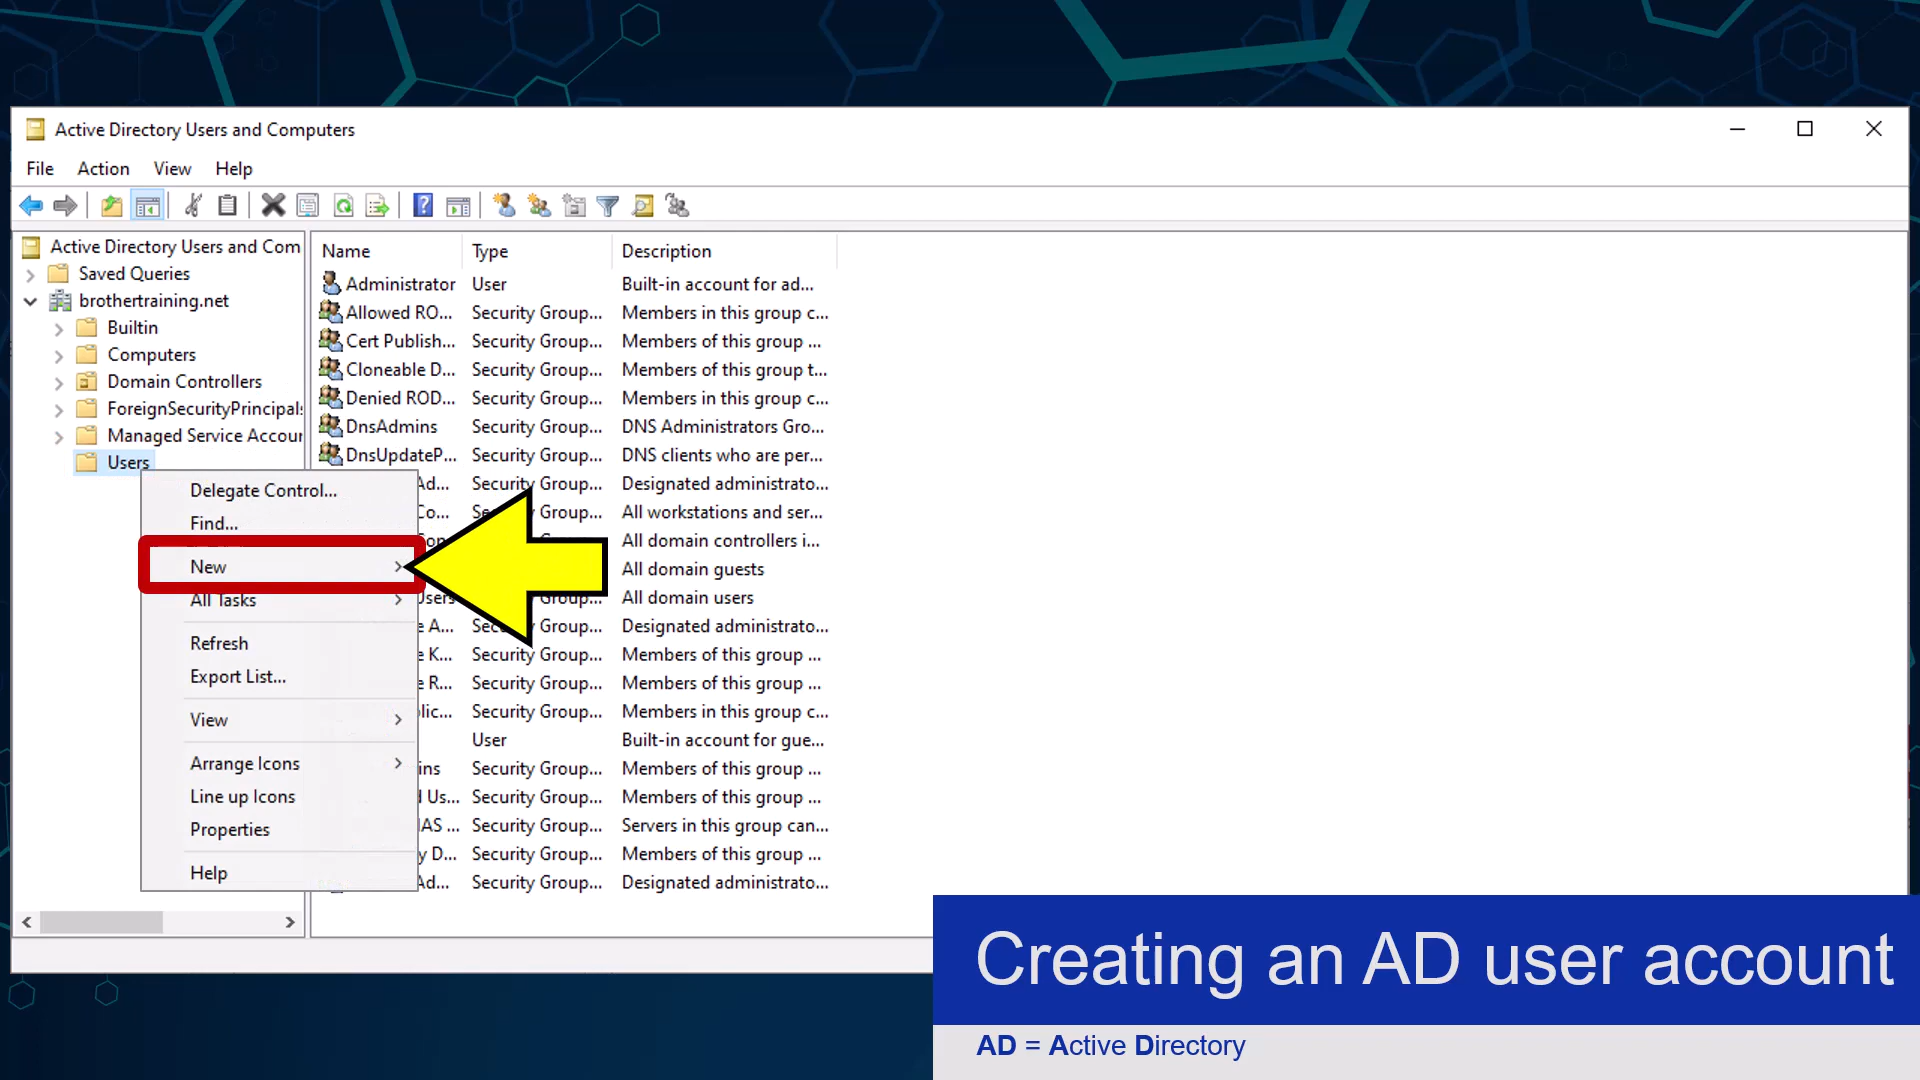 Active Directory Users and Computers
File Action View Help
Active Directory Users and Com
Saved Queries
brothertraining.net
Builtin
Computers
Domain Controllers
ForeignSecurityPrincipals
Managed Service Accour
Users
Name Type Description
Administrator User Built-in account for ad...
Allowed RO... Security Group... Members in this group c...
Cert Publish... Security Group... Members of this group ...
Cloneable D... Security Group... Members of this group t...
Denied ROD... Security Group... Members in this group c...
DnsAdmins Security Group... DNS Administrators Gro...
DnsUpdateP... Security Group... DNS clients who are per...
Ad... Security Group... Designated administrato...
Co... Group... All workstations and ser...
All domain controllers i...
All domain guests
Users Group... All domain users
e A... Group... Designated administrato...
e K... Security Group... Members of this group ...
e R... Security Group... Members of this group ...
lic... Security Group... Members in this group c...
User Built-in account for gue...
ins Security Group... Members of this group ...
d Us... Security Group... Members of this group ...
IAS ... Security Group... Servers in this group can...
y D... Security Group... Members of this group ...
Ad... Security Group... Designated administrato...
Delegate Control...
Find...
New
All Tasks
Refresh
Export List...
View
Arrange Icons
Line up Icons
Properties
Help
Creating an AD user account
AD = Active Directory